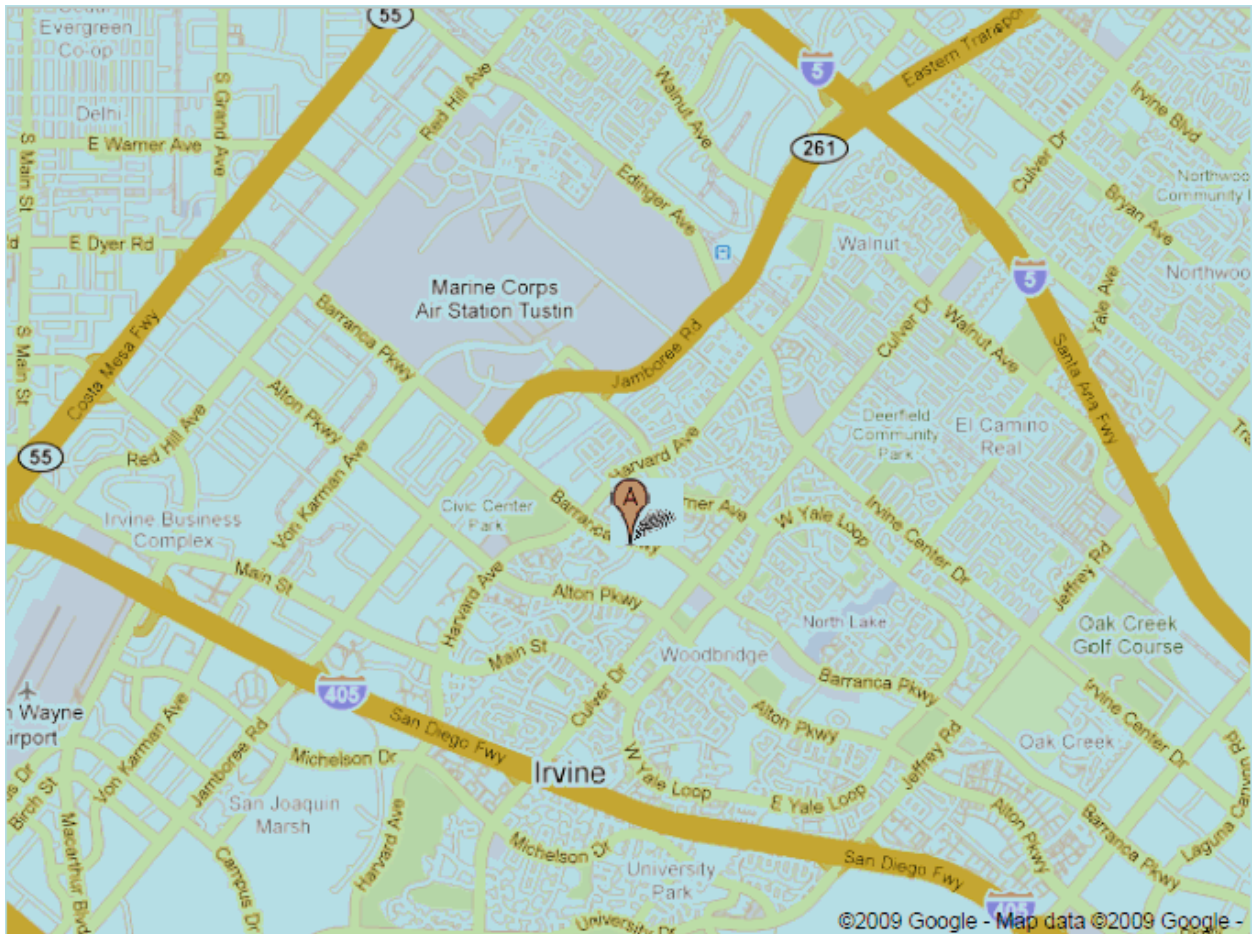 55
Evergreen
Co-op
Delhi
E Warner Ave
S Main St
S Grand Ave
Red Hill Ave
Walnut Ave
5
Eastern Transpor
261
Irvine Blvd
Culver Dr
Bryan Ave
Edinger Ave
E Dyer Rd
Walnut
5
Yale Ave
Marine Corps
Air Station Tustin
Barranca Pkwy
Jamboree Rd
Culver Dr
Walnut Ave
Santa Ana Fwy
S Main St
Costa Mesa Fwy
Alton Pkwy
Red Hill Ave
55
Von Karman Ave
Harvard Ave
Deerfield
Community
Park
El Camino
Real
Civic Center
Park
A
W Yale Loop
Irvine Center Dr
Jeffrey Rd
Irvine Business
Complex
Main St
Harvard Ave
Alton Pkwy
North Lake
Oak Creek
Golf Course
Main St
Woodbridge
Barranca Pkwy
Culver Dr
Alton Pkwy
Jeffrey Rd
Irvine Center Dr
405
San Diego Fwy
n Wayne
irport
Von Karman Ave
Jamboree Rd
Michelson Dr
Irvine
W Yale Loop
E Yale Loop
Oak Creek
Birch St
Macarthur Blvd
San Joaquin
Marsh
Campus Dr
Harvard Ave
Michelson Dr
University
Park
San Diego Fwy
Alton Pkwy
Barranca Pkwy
University Dr
405
©2009 Google - Map data ©2009 Google -